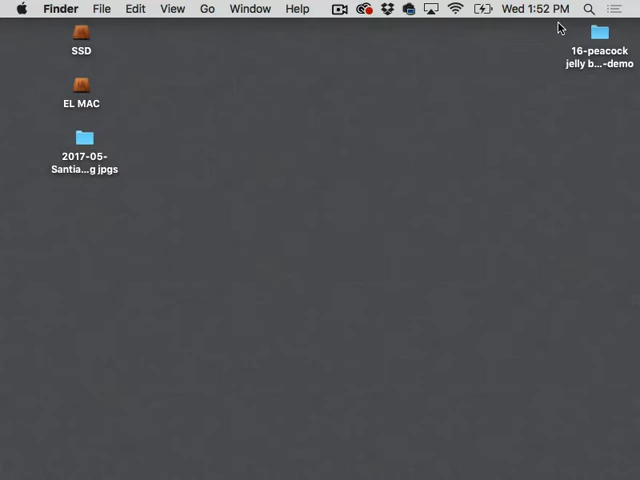 Finder File Edit View Go Window Help Wed 1:52 PM
SSD
EL MAC
2017-05-
Santia...g jpgs
16-peacock
jelly b...-demo